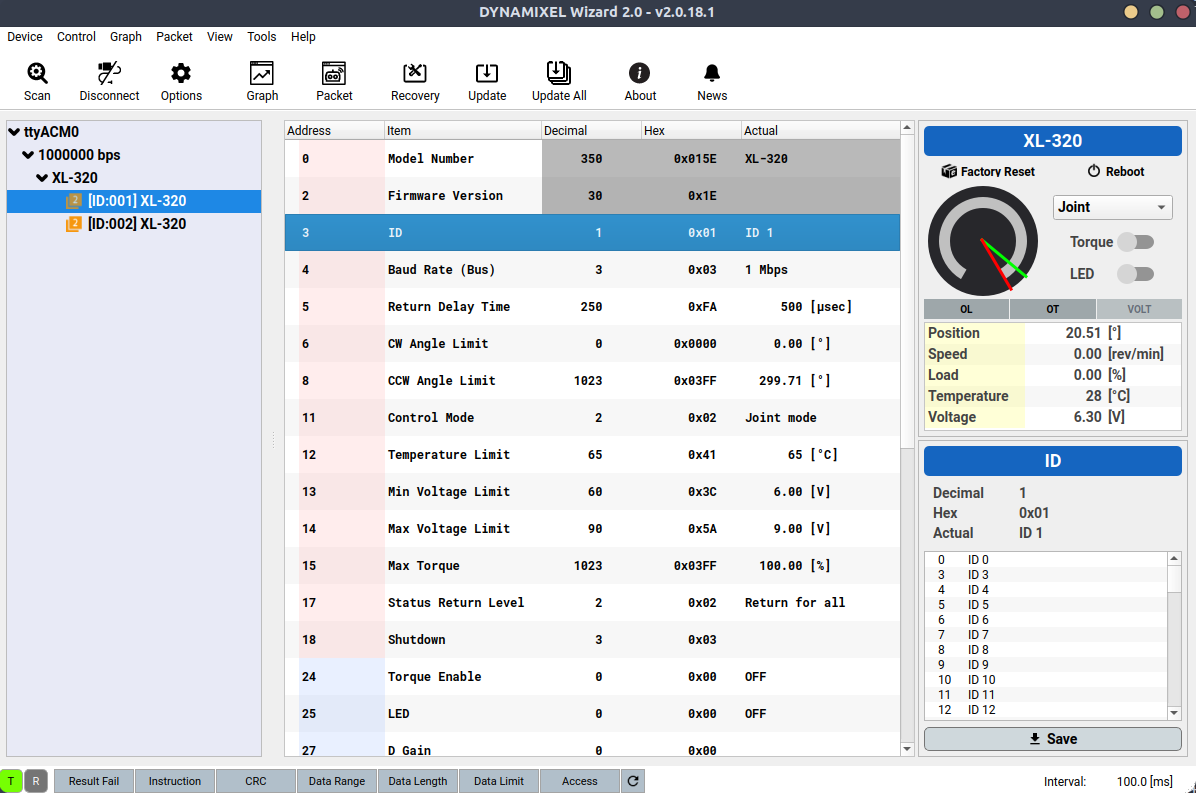 DYNAMIXEL Wizard 2.0 - v2.0.18.1
Device Control Graph Packet View Tools Help
Scan Disconnect Options Graph Packet Recovery Update Update All About News
ttyACM0
1000000 bps
XL-320
2 [ID:001] XL-320
2 [ID:002] XL-320
Address Item Decimal Hex Actual
0 Model Number 350 0x015E XL-320
2 Firmware Version 30 0x1E
3 ID 1 0x01 ID 1
4 Baud Rate (Bus) 3 0x03 1 Mbps
5 Return Delay Time 250 0xFA 500 [µsec]
6 CW Angle Limit 0 0x0000 0.00 [°]
8 CCW Angle Limit 1023 0x03FF 299.71 [°]
11 Control Mode 2 0x02 Joint mode
12 Temperature Limit 65 0x41 65 [°C]
13 Min Voltage Limit 60 0x3C 6.00 [V]
14 Max Voltage Limit 90 0x5A 9.00 [V]
15 Max Torque 1023 0x03FF 100.00 [%]
17 Status Return Level 2 0x02 Return for all
18 Shutdown 3 0x03
24 Torque Enable 0 0x00 OFF
25 LED 0 0x00 OFF
27 D Gain 0 0x00
XL-320
Factory Reset Reboot
Joint
Torque
LED
OL OT VOLT
Position 20.51 [°]
Speed 0.00 [rev/min]
Load 0.00 [%]
Temperature 28 [°C]
Voltage 6.30 [V]
ID
Decimal 1
Hex 0x01
Actual ID 1
0 ID 0
3 ID 3
4 ID 4
5 ID 5
6 ID 6
7 ID 7
8 ID 8
9 ID 9
10 ID 10
11 ID 11
12 ID 12
Save
T R Result Fail Instruction CRC Data Range Data Length Data Limit Access Interval: 100.0 [ms]